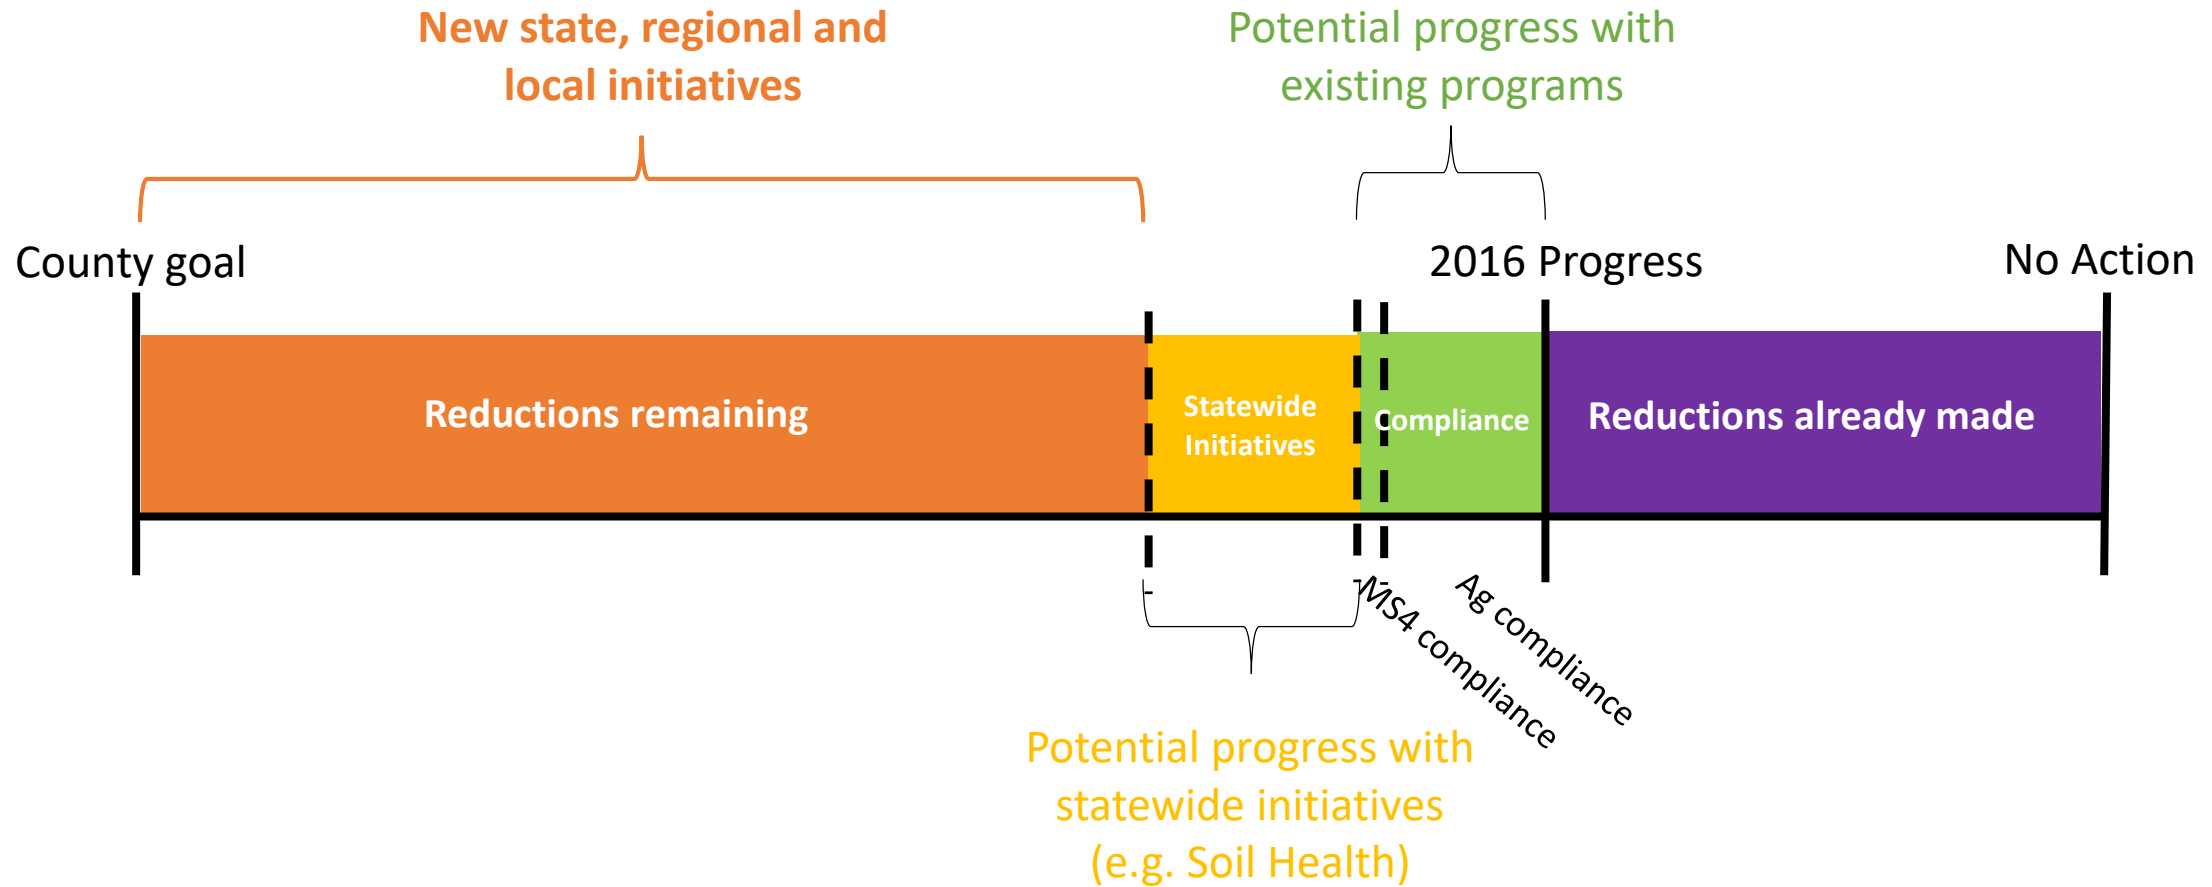 New state, regional and
local initiatives
Potential progress with
existing programs
County goal
2016 Progress
No Action
Reductions remaining
Statewide
Initiatives
Compliance
Reductions already made
MS4 compliance
Ag compliance
Potential progress with
statewide initiatives
(e.g. Soil Health)